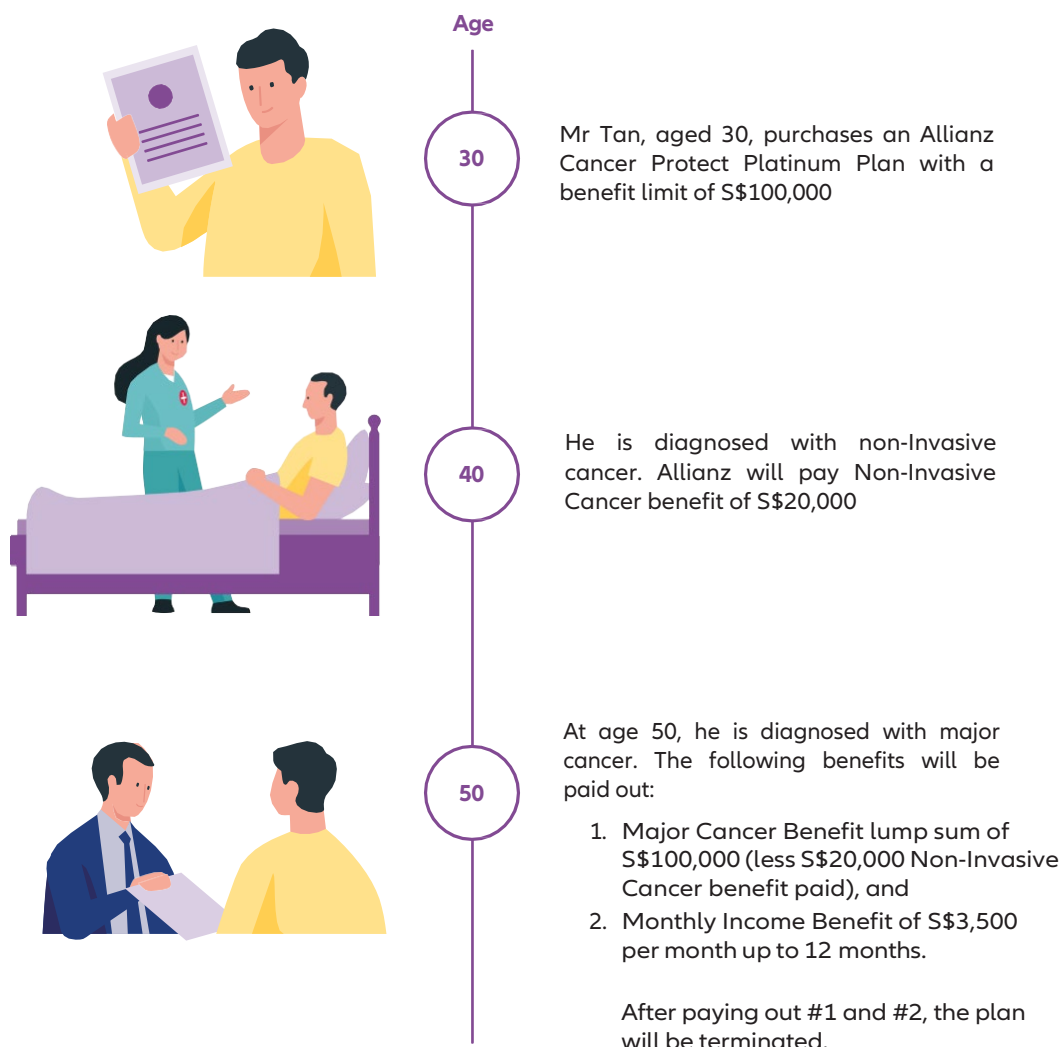 Age
30
Mr Tan, aged 30, purchases an Allianz
Cancer Protect Platinum Plan with a
benefit limit of S$100,000
40
He is diagnosed with non-Invasive
cancer. Allianz will pay Non-Invasive
Cancer benefit of S$20,000
50
At age 50, he is diagnosed with major
cancer. The following benefits will be
paid out:
1. Major Cancer Benefit lump sum of
S$100,000 (less S$20,000 Non-Invasive
Cancer benefit paid), and
2. Monthly Income Benefit of S$3,500
per month up to 12 months.
After paying out #1 and #2, the plan
will be terminated.